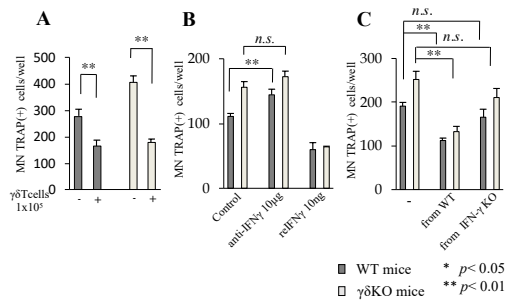 A
MN TRAP(+) cells/well
500
400
300
200
100
0
**
**
γδTcells
1x10⁵
-
+
-
+
B
MN TRAP(+) cells/well
200
100
0
n.s.
**
Control
anti-IFNγ 10μg
reIFNγ 10ng
C
MN TRAP(+) cells/well
300
200
100
0
n.s.
**
n.s.
**
-
from WT
from IFN-γ KO
WT mice
γδKO mice
* p< 0.05
** p< 0.01